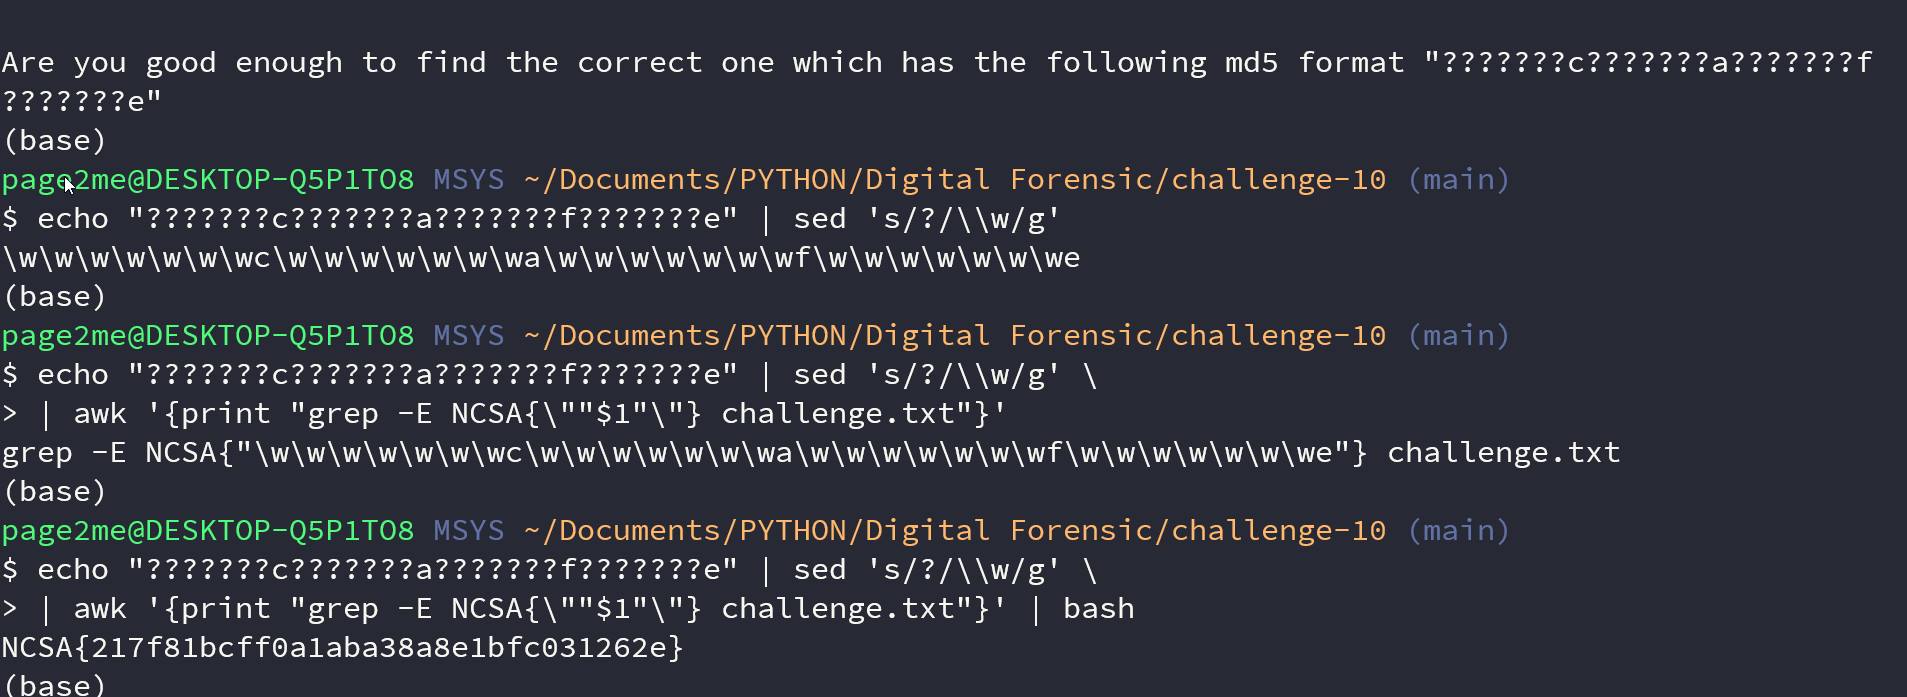 Are you good enough to find the correct one which has the following md5 format "???????c???????a???????f
???????e"
(base)
page2me@DESKTOP-Q5P1TO8 MSYS ~/Documents/PYTHON/Digital Forensic/challenge-10 (main)
$ echo "???????c???????a???????f???????e" | sed 's/?/\\w/g'
\w\w\w\w\w\w\wc\w\w\w\w\w\w\wa\w\w\w\w\w\w\wf\w\w\w\w\w\w\we
(base)
page2me@DESKTOP-Q5P1TO8 MSYS ~/Documents/PYTHON/Digital Forensic/challenge-10 (main)
$ echo "???????c???????a???????f???????e" | sed 's/?/\\w/g' \
> | awk '{print "grep -E NCSA{\""$1"\"} challenge.txt"}'
grep -E NCSA{"\w\w\w\w\w\w\wc\w\w\w\w\w\w\wa\w\w\w\w\w\w\wf\w\w\w\w\w\w\we"} challenge.txt
(base)
page2me@DESKTOP-Q5P1TO8 MSYS ~/Documents/PYTHON/Digital Forensic/challenge-10 (main)
$ echo "???????c???????a???????f???????e" | sed 's/?/\\w/g' \
> | awk '{print "grep -E NCSA{\""$1"\"} challenge.txt"}' | bash
NCSA{217f81bcff0a1aba38a8e1bfc031262e}
(base)